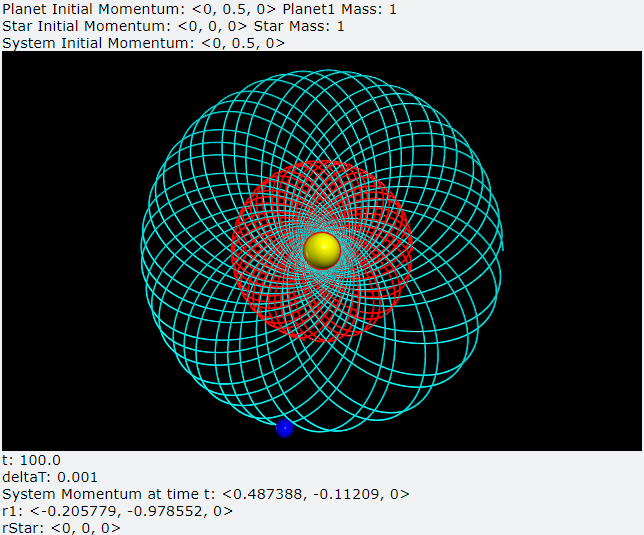 Planet Initial Momentum: <0, 0.5, 0> Planet1 Mass: 1
Star Initial Momentum: <0, 0, 0> Star Mass: 1
System Initial Momentum: <0, 0.5, 0>
t: 100.0
deltaT: 0.001
System Momentum at time t: <0.487388, -0.11209, 0>
r1: <-0.205779, -0.978552, 0>
rStar: <0, 0, 0>